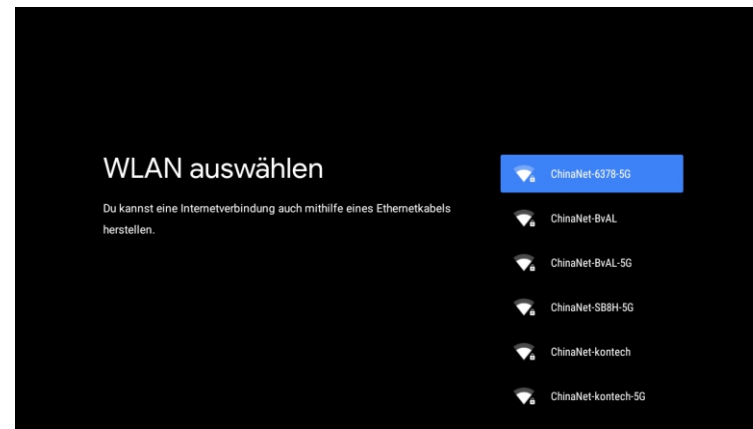 WLAN auswählen
Du kannst eine Internetverbindung auch mithilfe eines Ethernetkabels
herstellen.
ChinaNet-6378-5G
ChinaNet-BvAL
ChinaNet-BvAL-5G
ChinaNet-SB8H-5G
ChinaNet-kontech
ChinaNet-kontech-5G